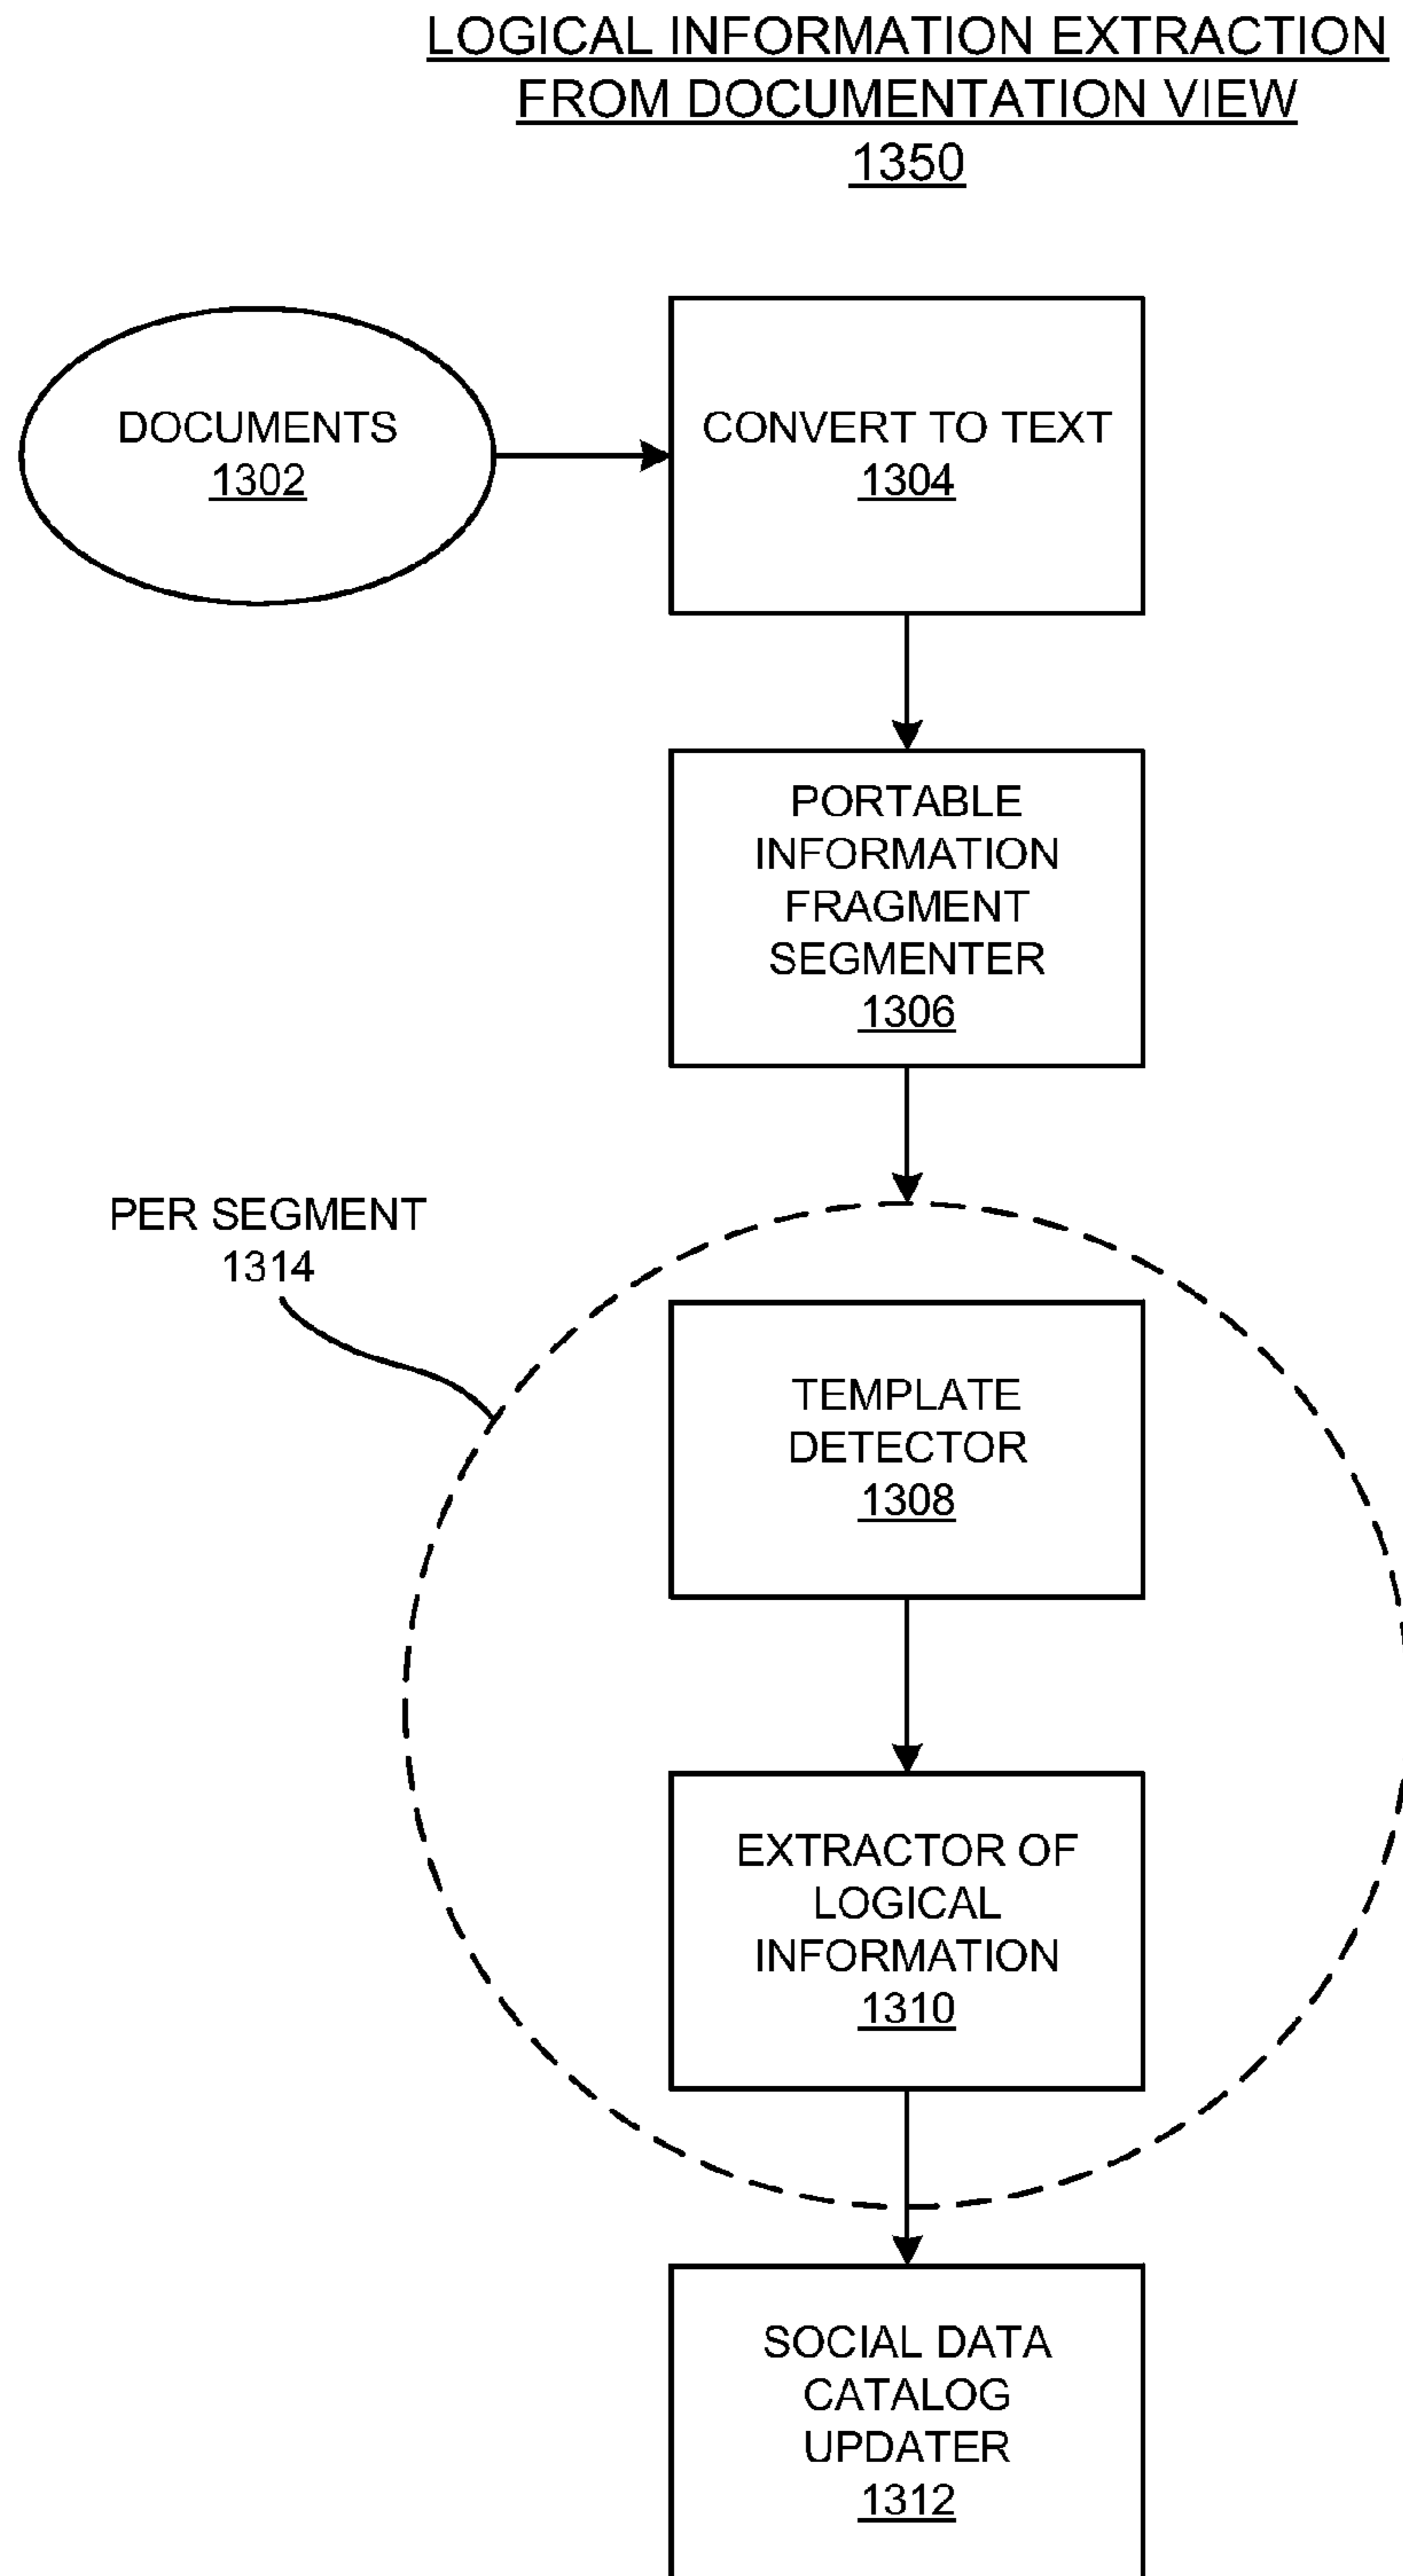 LOGICAL INFORMATION EXTRACTION
FROM DOCUMENTATION VIEW
1350
DOCUMENTS
1302
CONVERT TO TEXT
1304
PORTABLE
INFORMATION
FRAGMENT
SEGMENTER
1306
PER SEGMENT
1314
TEMPLATE
DETECTOR
1308
EXTRACTOR OF
LOGICAL
INFORMATION
1310
SOCIAL DATA
CATALOG
UPDATER
1312